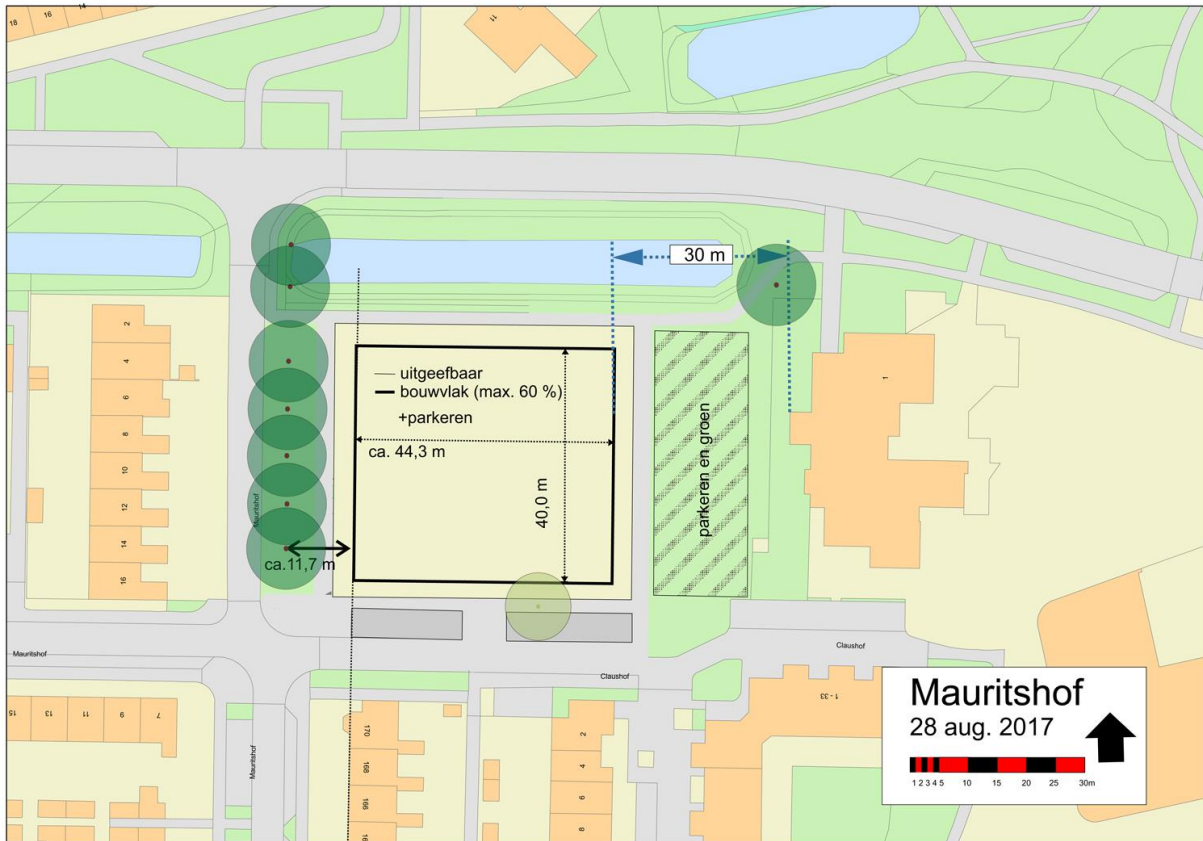 18
16
14
11
30 m
2
4
6
8
10
12
14
16
Mauritshof
uitgeefbaar
bouwvlak (max. 60 %)
+parkeren
ca. 44,3 m
40,0 m
ca.11,7 m
parkeren en groen
1
Mauritshof
Claushof
Claushof
15
13
11
9
7
Mauritshof
170
168
166
2
4
6
8
1 - 33
Mauritshof
28 aug. 2017
1 2 3 4 5 10 15 20 25 30m